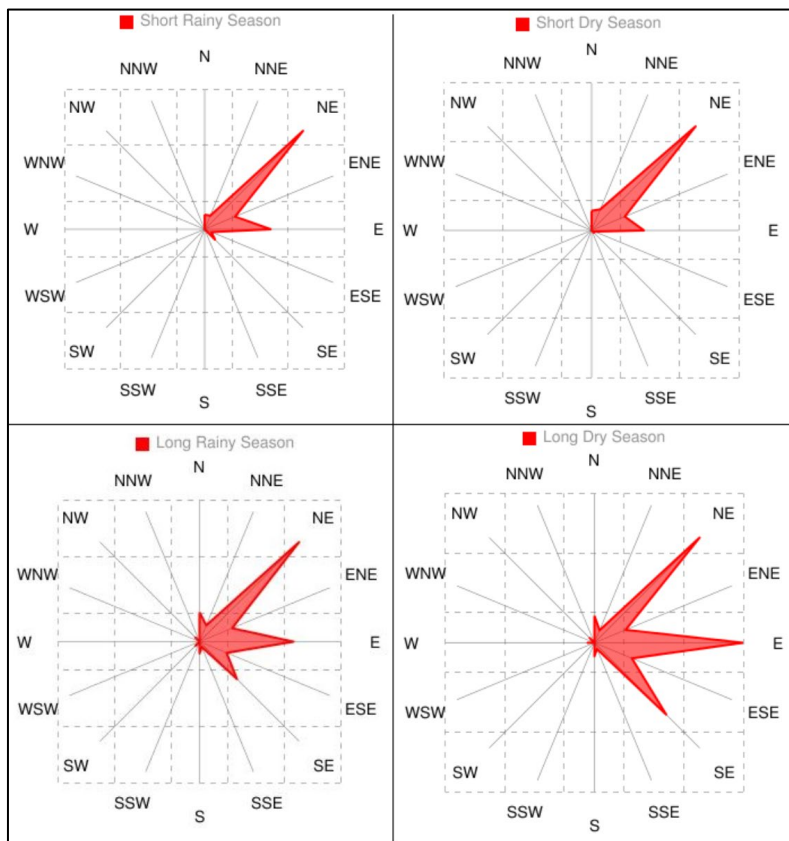 Short Rainy Season
N
NNW NNE
NW NE
WNW ENE
W E
WSW ESE
SW SE
SSW SSE
S
Short Dry Season
N
NNW NNE
NW NE
WNW ENE
W E
WSW ESE
SW SE
SSW SSE
S
Long Rainy Season
N
NNW NNE
NW NE
WNW ENE
W E
WSW ESE
SW SE
SSW SSE
S
Long Dry Season
N
NNW NNE
NW NE
WNW ENE
W E
WSW ESE
SW SE
SSW SSE
S